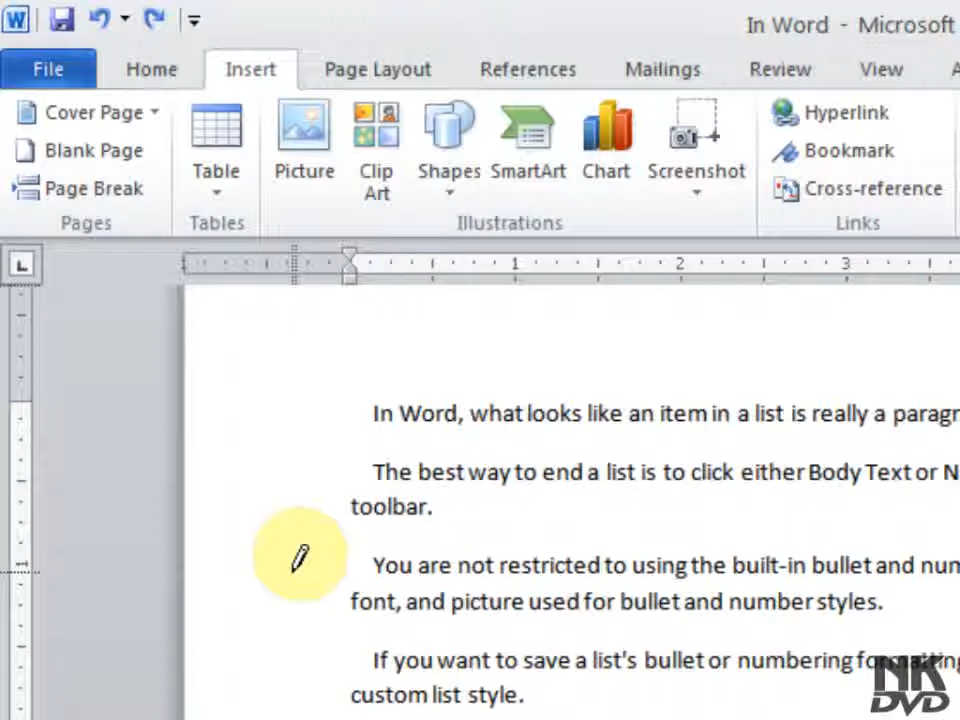 In Word - Microsoft
File Home Insert Page Layout References Mailings Review View
Cover Page
Blank Page
Page Break
Pages
Table
Tables
Picture
Clip
Art
Shapes
SmartArt
Chart
Screenshot
Illustrations
Hyperlink
Bookmark
Cross-reference
Links
1 2 3
1
In Word, what looks like an item in a list is really a paragr
The best way to end a list is to click either Body Text or N
toolbar.
You are not restricted to using the built-in bullet and num
font, and picture used for bullet and number styles.
If you want to save a list's bullet or numbering formatting
custom list style.
NK
DVD